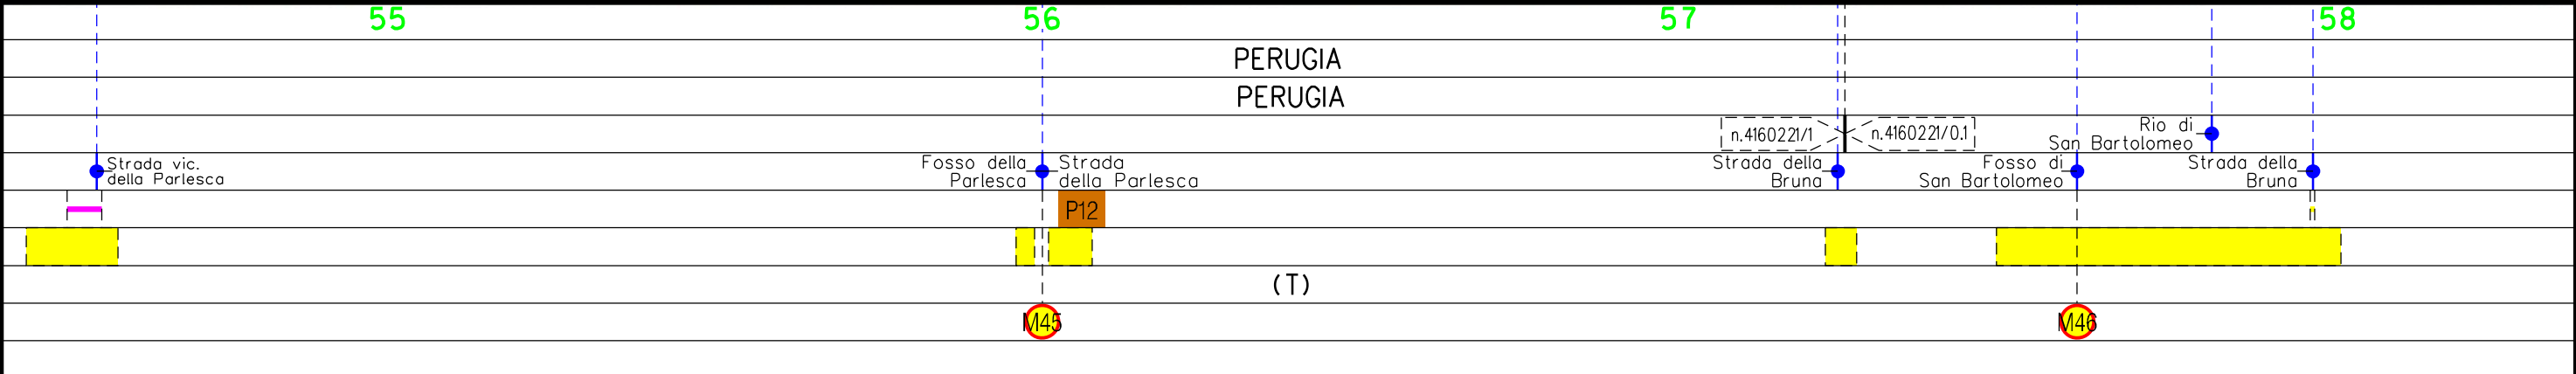 55 56 57 58
PERUGIA
PERUGIA
n.4160221/1 n.4160221/0.1
Rio di
San Bartolomeo
Strada vic.
della Parlesca
Fosso della
Parlesca
Strada
della Parlesca
Strada della
Bruna
Fosso di
San Bartolomeo
Strada della
Bruna
P12
(T)
M45 M46